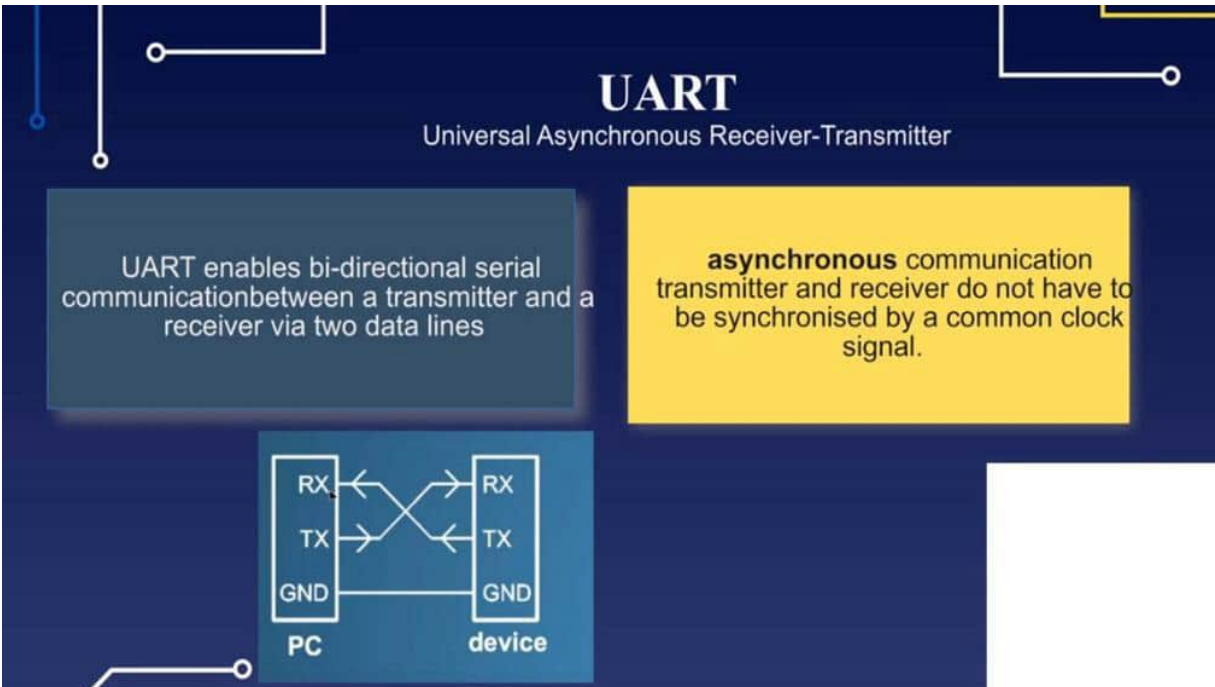 UART
Universal Asynchronous Receiver-Transmitter
UART enables bi-directional serial
communicationbetween a transmitter and a
receiver via two data lines
asynchronous communication
transmitter and receiver do not have to
be synchronised by a common clock
signal.
RX RX
TX TX
GND GND
PC device